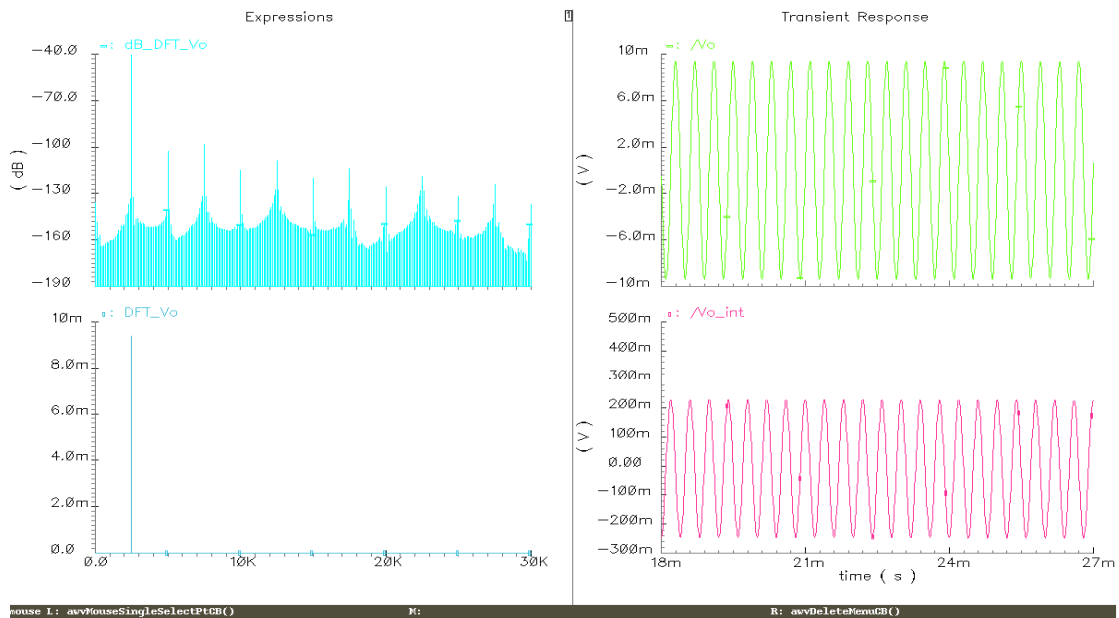 Expressions
1
Transient Response
-: dB_DFT_Vo
-40.0
-70.0
-100
-130
-160
-190
( dB )
▯: DFT_Vo
10m
8.0m
6.0m
4.0m
2.0m
0.0
0.0
10K
20K
30K
-: /Vo
10m
6.0m
2.0m
-2.0m
-6.0m
-10m
( V )
▯: /Vo_int
500m
400m
300m
200m
100m
0.00
-100m
-200m
-300m
( V )
18m
21m
24m
27m
time ( s )
mouse L: awvMouseSingleSelectPtCB()
M:
R: awvDeleteMenuCB()